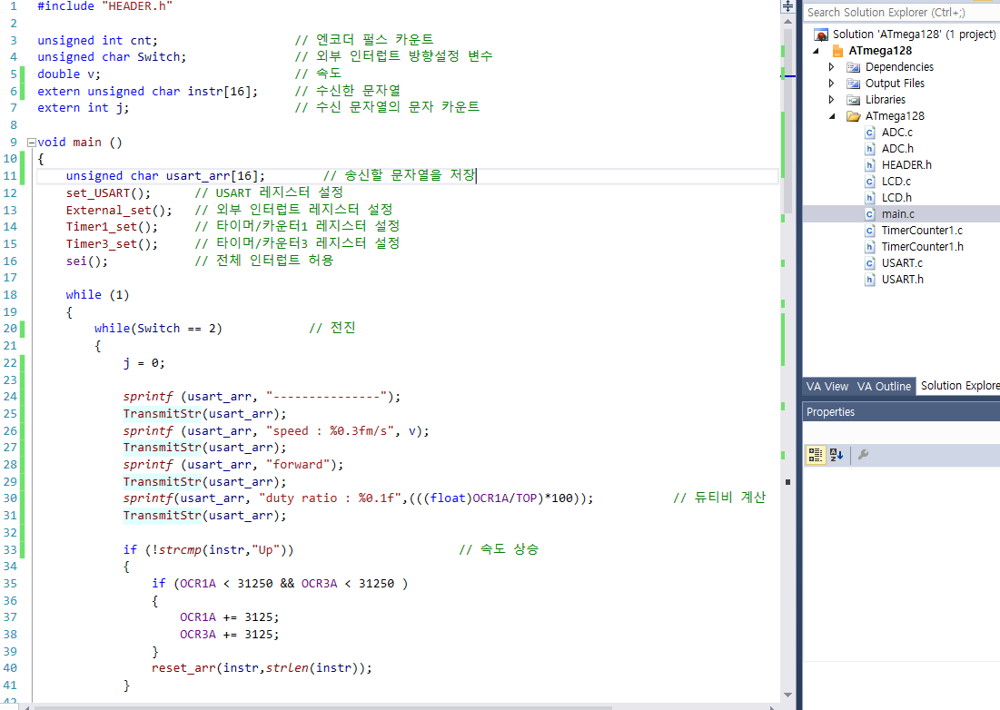 1 #include "HEADER.h"
2
3 unsigned int cnt; // 엔코더 펄스 카운트
4 unsigned char Switch; // 외부 인터럽트 방향설정 변수
5 double v; // 속도
6 extern unsigned char instr[16]; // 수신한 문자열
7 extern int j; // 수신 문자열의 문자 카운트
8
9 void main ()
10 {
11 unsigned char usart_arr[16]; // 송신할 문자열을 저장
12 set_USART(); // USART 레지스터 설정
13 External_set(); // 외부 인터럽트 레지스터 설정
14 Timer1_set(); // 타이머/카운터1 레지스터 설정
15 Timer3_set(); // 타이머/카운터3 레지스터 설정
16 sei(); // 전체 인터럽트 허용
17
18 while (1)
19 {
20 while(Switch == 2) // 전진
21 {
22 j = 0;
23
24 sprintf (usart_arr, "---------------");
25 TransmitStr(usart_arr);
26 sprintf (usart_arr, "speed : %0.3fm/s", v);
27 TransmitStr(usart_arr);
28 sprintf (usart_arr, "forward");
29 TransmitStr(usart_arr);
30 sprintf(usart_arr, "duty ratio : %0.1f",(((float)OCR1A/TOP)*100)); // 듀티비 계산
31 TransmitStr(usart_arr);
32
33 if (!strcmp(instr,"Up")) // 속도 상승
34 {
35 if (OCR1A < 31250 && OCR3A < 31250 )
36 {
37 OCR1A += 3125;
38 OCR3A += 3125;
39 }
40 reset_arr(instr,strlen(instr));
41 }
42
Search Solution Explorer (Ctrl+;)
Solution 'ATmega128' (1 project)
ATmega128
Dependencies
Output Files
Libraries
ATmega128
ADC.c
ADC.h
HEADER.h
LCD.c
LCD.h
main.c
TimerCounter1.c
TimerCounter1.h
USART.c
USART.h
VA View VA Outline Solution Explore
Properties